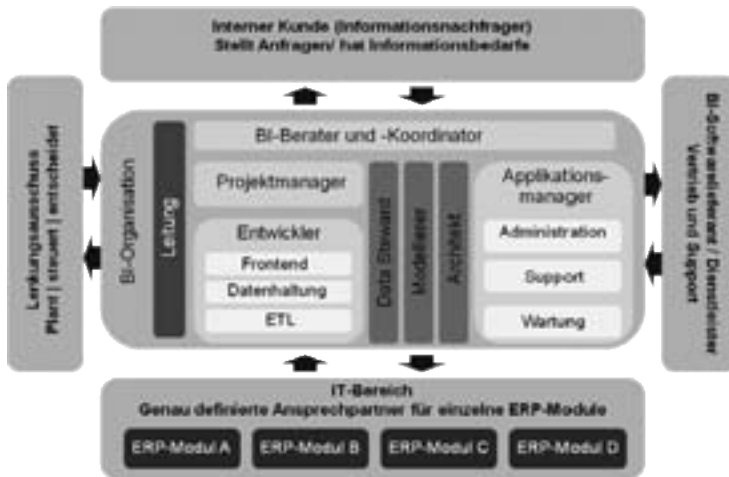 Interner Kunde (Informationsnachfrager)
Stellt Anfragen/ hat Informationsbedarfe
Lenkungsausschuss
Plant | steuert | entscheidet
BI-Organisation
Leitung
BI-Berater und -Koordinator
Projektmanager
Entwickler
Frontend
Datenhaltung
ETL
Data Steward
Modellierer
Architekt
Applikations-
manager
Administration
Support
Wartung
BI-Softwarelieferant / Dienstleister
Vertrieb und Support
IT-Bereich
Genau definierte Ansprechpartner für einzelne ERP-Module
ERP-Modul A
ERP-Modul B
ERP-Modul C
ERP-Modul D